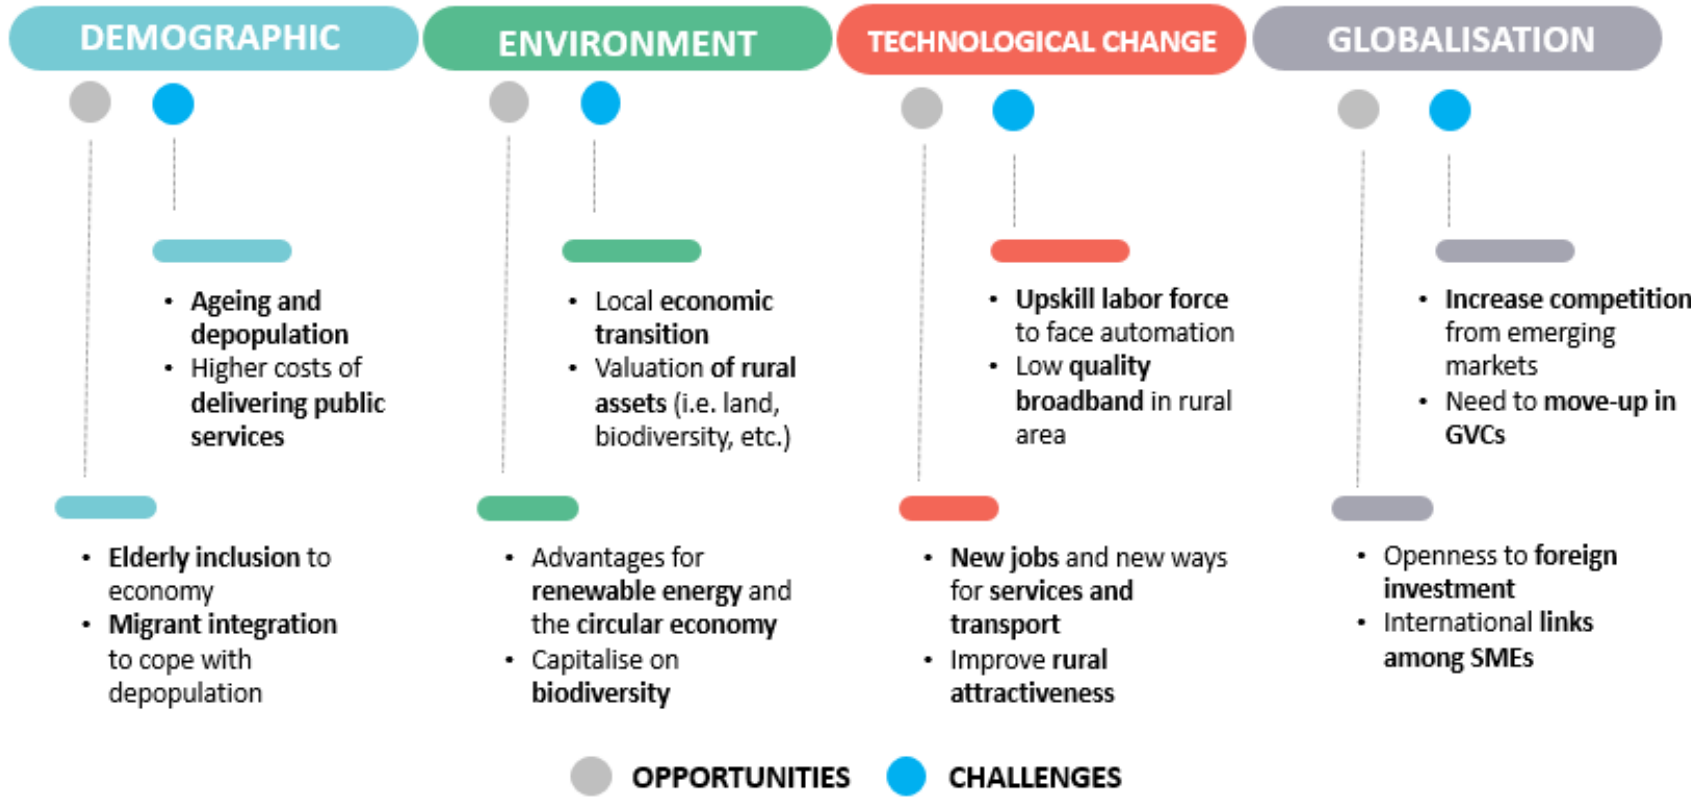 DEMOGRAPHIC
ENVIRONMENT
TECHNOLOGICAL CHANGE
GLOBALISATION
• Ageing and
depopulation
• Higher costs of
delivering public
services
• Local economic
transition
• Valuation of rural
assets (i.e. land,
biodiversity, etc.)
• Upskill labor force
to face automation
• Low quality
broadband in rural
area
• Increase competition
from emerging
markets
• Need to move-up in
GVCs
• Elderly inclusion to
economy
• Migrant integration
to cope with
depopulation
• Advantages for
renewable energy and
the circular economy
• Capitalise on
biodiversity
• New jobs and new ways
for services and
transport
• Improve rural
attractiveness
• Openness to foreign
investment
• International links
among SMEs
OPPORTUNITIES
CHALLENGES